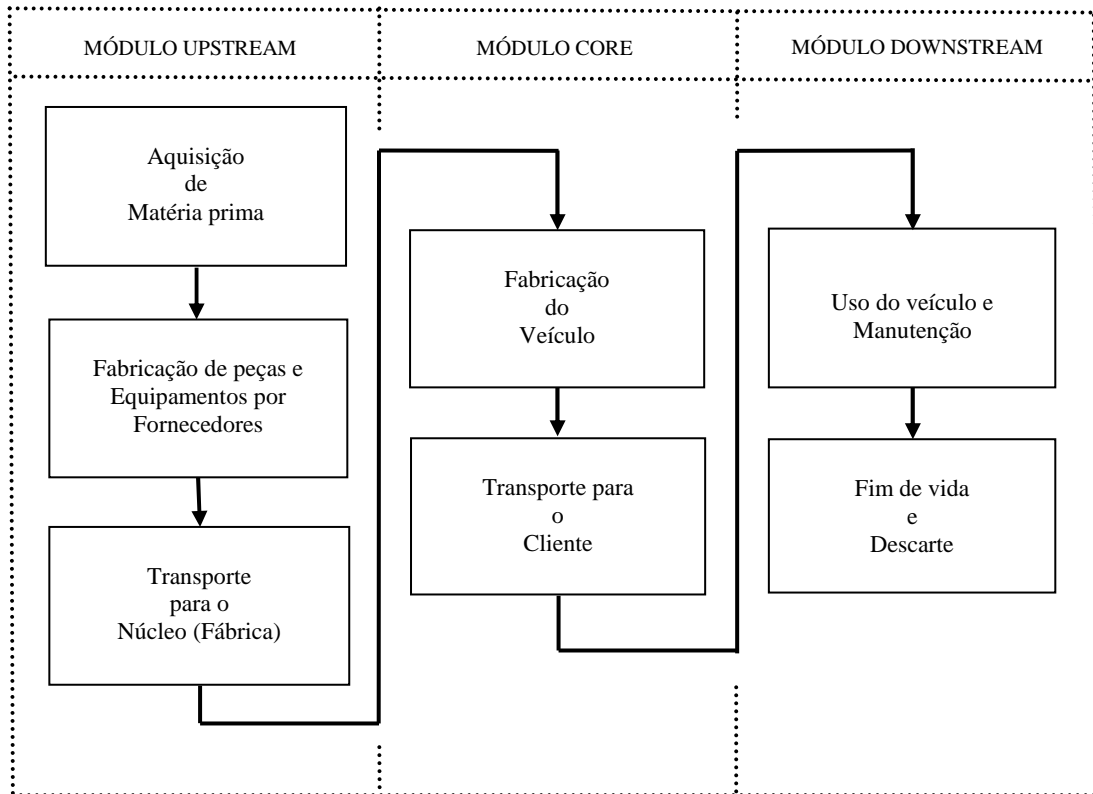 MÓDULO UPSTREAM
MÓDULO CORE
MÓDULO DOWNSTREAM
Aquisição
de
Matéria prima
Fabricação de peças e
Equipamentos por
Fornecedores
Transporte
para o
Núcleo (Fábrica)
Fabricação
do
Veículo
Transporte para
o
Cliente
Uso do veículo e
Manutenção
Fim de vida
e
Descarte